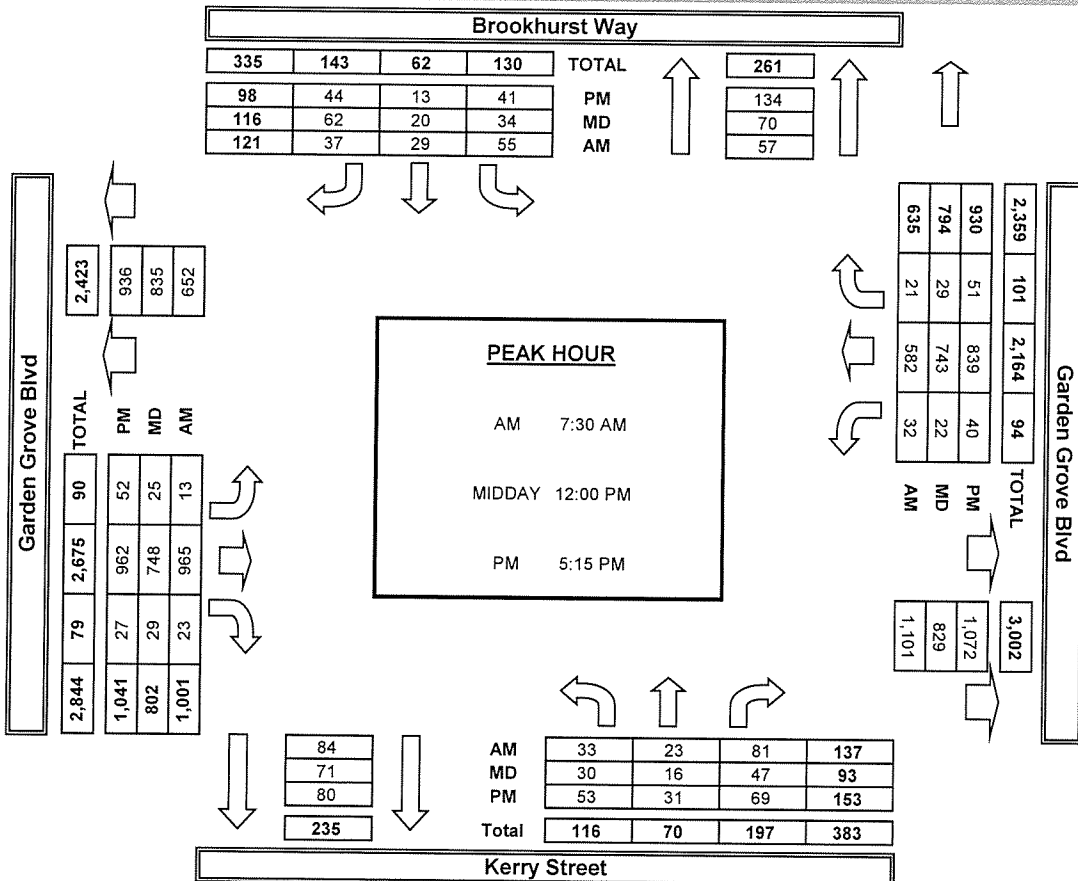 Brookhurst Way
335 143 62 130 TOTAL 261
98 44 13 41 PM 134
116 62 20 34 MD 70
121 37 29 55 AM 57
Garden Grove Blvd
2,423
936
835
652
TOTAL 90 2,675 79 2,844
PM 52 962 27 1,041
MD 25 748 29 802
AM 13 965 23 1,001
PEAK HOUR
AM 7:30 AM
MIDDAY 12:00 PM
PM 5:15 PM
Garden Grove Blvd
2,359 101 2,164 94 TOTAL 3,002
930 51 839 40 PM 1,072
794 29 743 22 MD 829
635 21 582 32 AM 1,101
84 AM 33 23 81 137
71 MD 30 16 47 93
80 PM 53 31 69 153
235 Total 116 70 197 383
Kerry Street